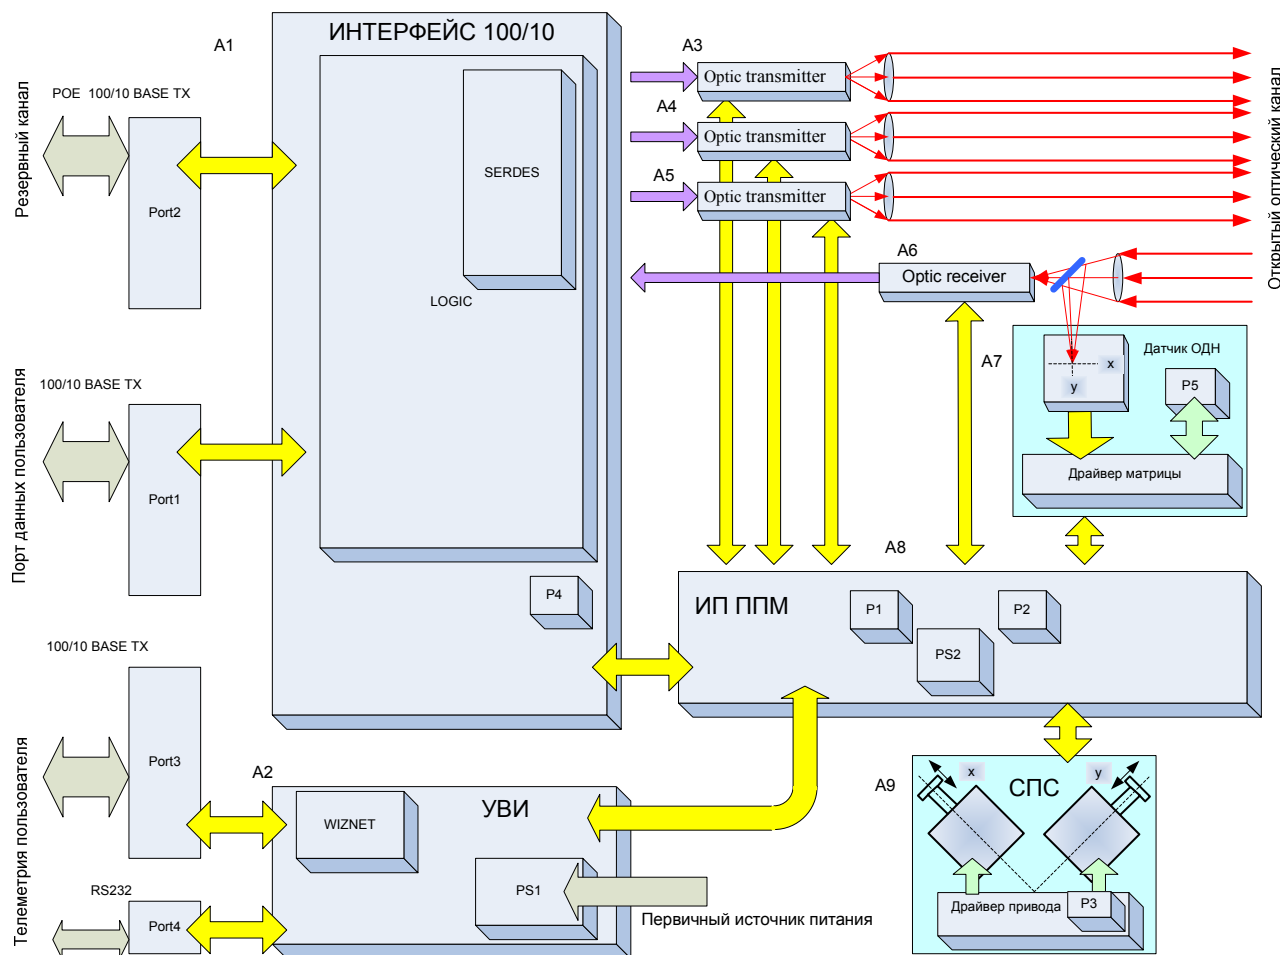 A1
ИНТЕРФЕЙС 100/10
Резервный канал
POE 100/10 BASE TX
Port2
SERDES
LOGIC
A3
Optic transmitter
A4
Optic transmitter
A5
Optic transmitter
Открытый оптический канал
A6
Optic receiver
A7
Датчик ОДН
x
y
P5
Драйвер матрицы
Порт данных пользователя
100/10 BASE TX
Port1
P4
A8
ИП ППМ
P1
P2
PS2
Телеметрия пользователя
100/10 BASE TX
Port3
A2
УВИ
WIZNET
PS1
Первичный источник питания
RS232
Port4
A9
x
y
СПС
Драйвер привода
P3